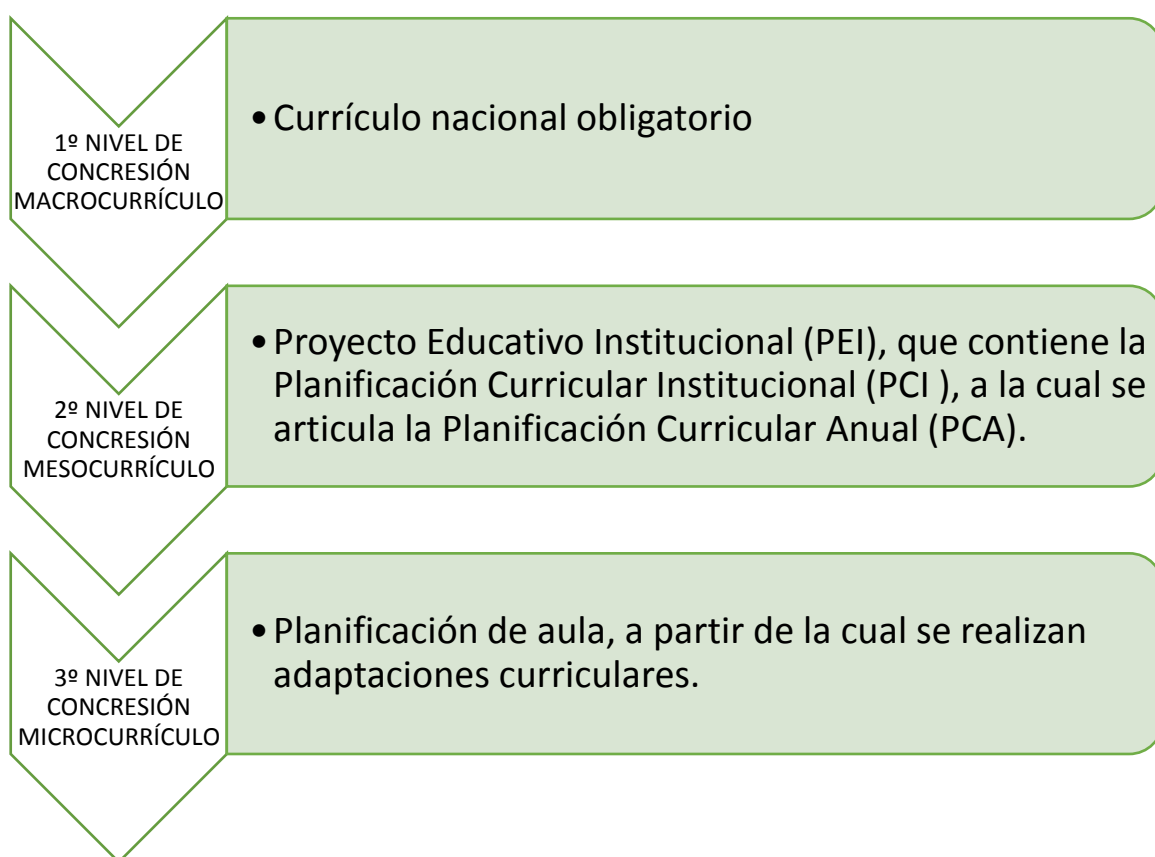 1º NIVEL DE
CONCRESIÓN
MACROCURRÍCULO
•Currículo nacional obligatorio
2º NIVEL DE
CONCRESIÓN
MESOCURRÍCULO
•Proyecto Educativo Institucional (PEI), que contiene la
Planificación Curricular Institucional (PCI ), a la cual se
articula la Planificación Curricular Anual (PCA).
3º NIVEL DE
CONCRESIÓN
MICROCURRÍCULO
•Planificación de aula, a partir de la cual se realizan
adaptaciones curriculares.